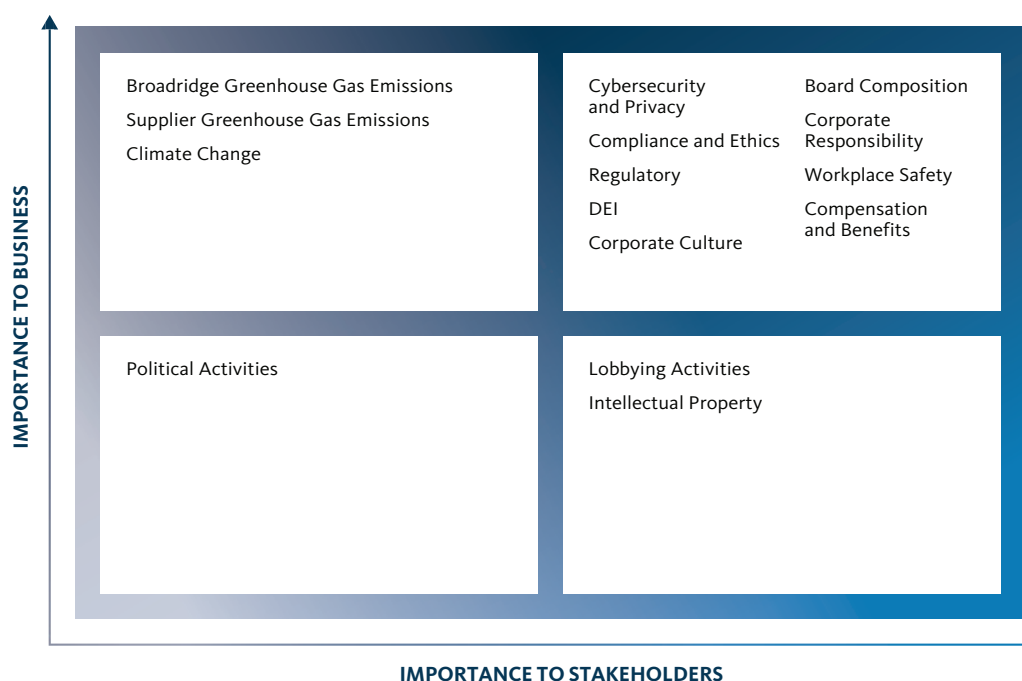 IMPORTANCE TO BUSINESS
Broadridge Greenhouse Gas Emissions
Supplier Greenhouse Gas Emissions
Climate Change
Cybersecurity
and Privacy
Compliance and Ethics
Regulatory
DEI
Corporate Culture
Board Composition
Corporate
Responsibility
Workplace Safety
Compensation
and Benefits
Political Activities
Lobbying Activities
Intellectual Property
IMPORTANCE TO STAKEHOLDERS